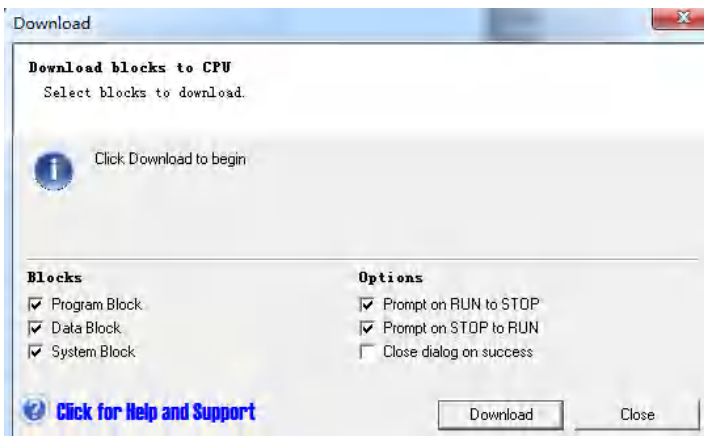 Download
Download blocks to CPU
Select blocks to download.
Click Download to begin
Blocks
Program Block
Data Block
System Block
Options
Prompt on RUN to STOP
Prompt on STOP to RUN
Close dialog on success
Click for Help and Support
Download
Close